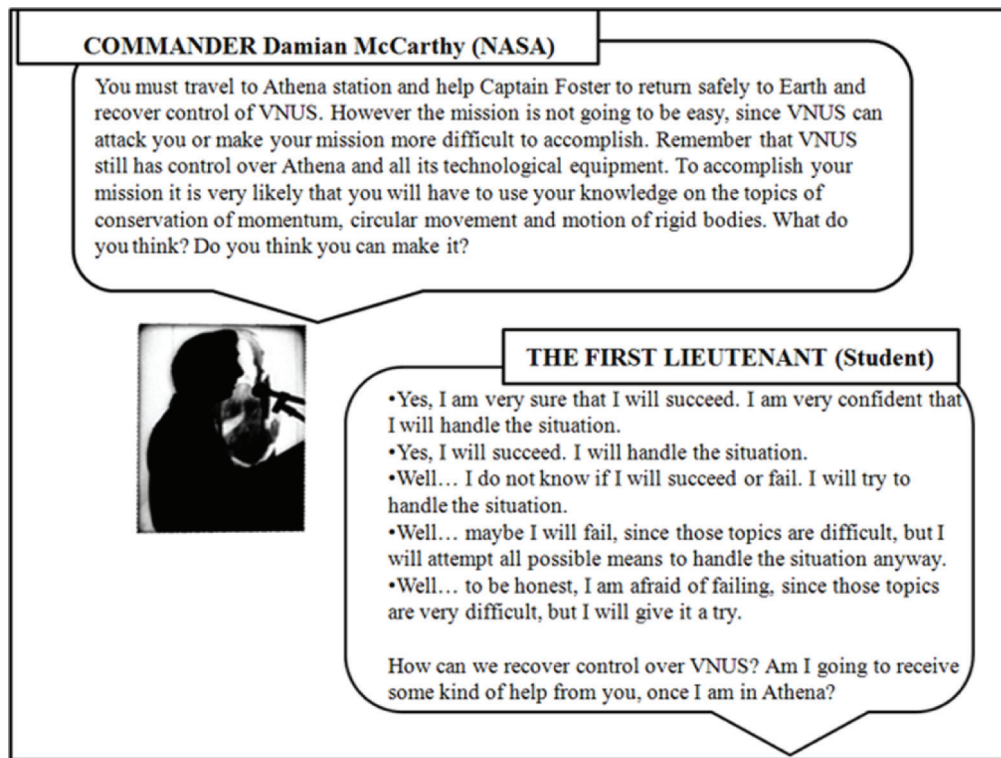 COMMANDER Damian McCarthy (NASA)
You must travel to Athena station and help Captain Foster to return safely to Earth and
recover control of VNUS. However the mission is not going to be easy, since VNUS can
attack you or make your mission more difficult to accomplish. Remember that VNUS
still has control over Athena and all its technological equipment. To accomplish your
mission it is very likely that you will have to use your knowledge on the topics of
conservation of momentum, circular movement and motion of rigid bodies. What do
you think? Do you think you can make it?
THE FIRST LIEUTENANT (Student)
•Yes, I am very sure that I will succeed. I am very confident that
I will handle the situation.
•Yes, I will succeed. I will handle the situation.
•Well… I do not know if I will succeed or fail. I will try to
handle the situation.
•Well… maybe I will fail, since those topics are difficult, but I
will attempt all possible means to handle the situation anyway.
•Well… to be honest, I am afraid of failing, since those topics
are very difficult, but I will give it a try.
How can we recover control over VNUS? Am I going to receive
some kind of help from you, once I am in Athena?